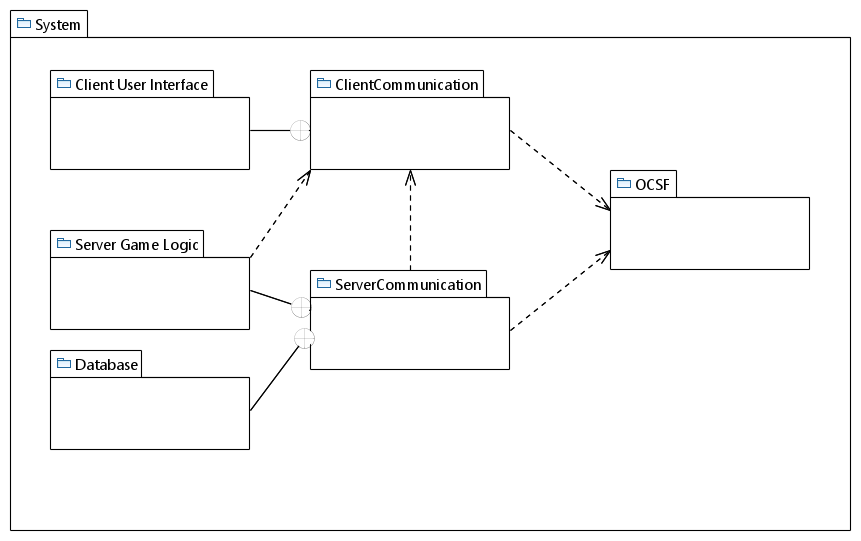 System
Client User Interface
ClientCommunication
OCSF
Server Game Logic
ServerCommunication
Database